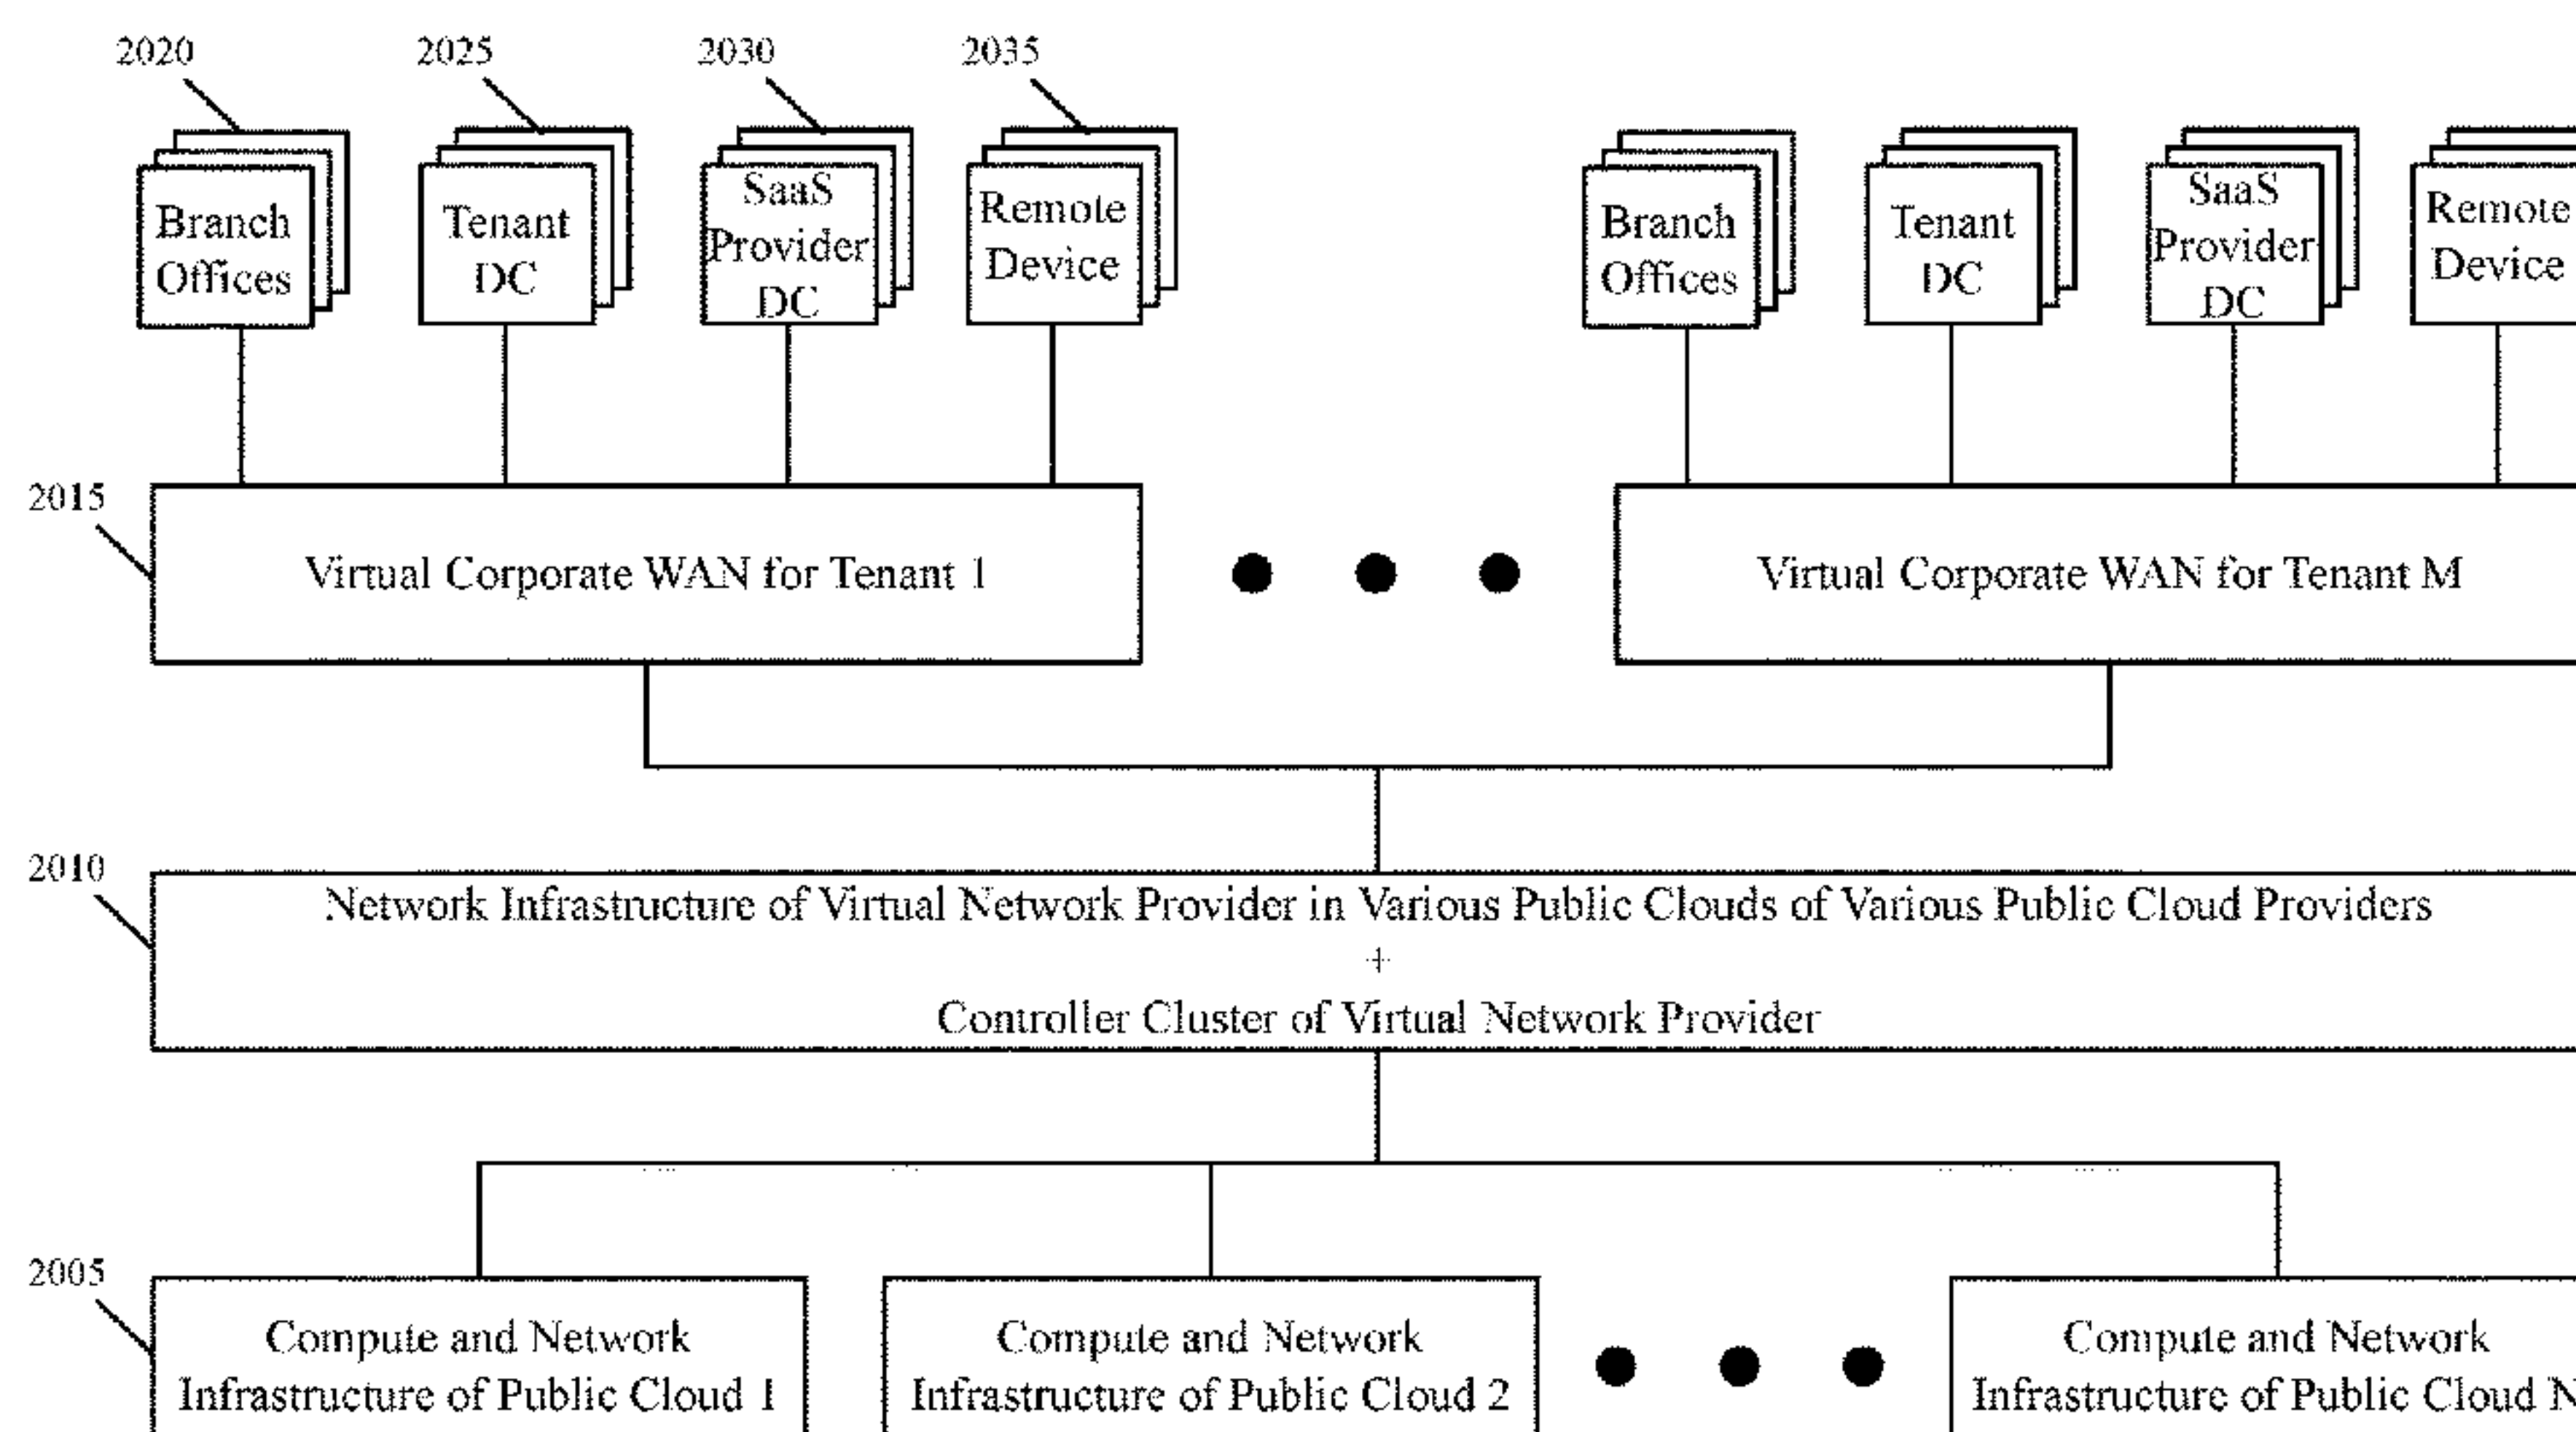 2020 2025 2030 2035
Branch
Offices
Tenant
DC
SaaS
Provider
DC
Remote
Device
Branch
Offices
Tenant
DC
SaaS
Provider
DC
Remote
Device
2015
Virtual Corporate WAN for Tenant 1
Virtual Corporate WAN for Tenant M
2010
Network Infrastructure of Virtual Network Provider in Various Public Clouds of Various Public Cloud Providers
+
Controller Cluster of Virtual Network Provider
2005
Compute and Network
Infrastructure of Public Cloud 1
Compute and Network
Infrastructure of Public Cloud 2
Compute and Network
Infrastructure of Public Cloud N